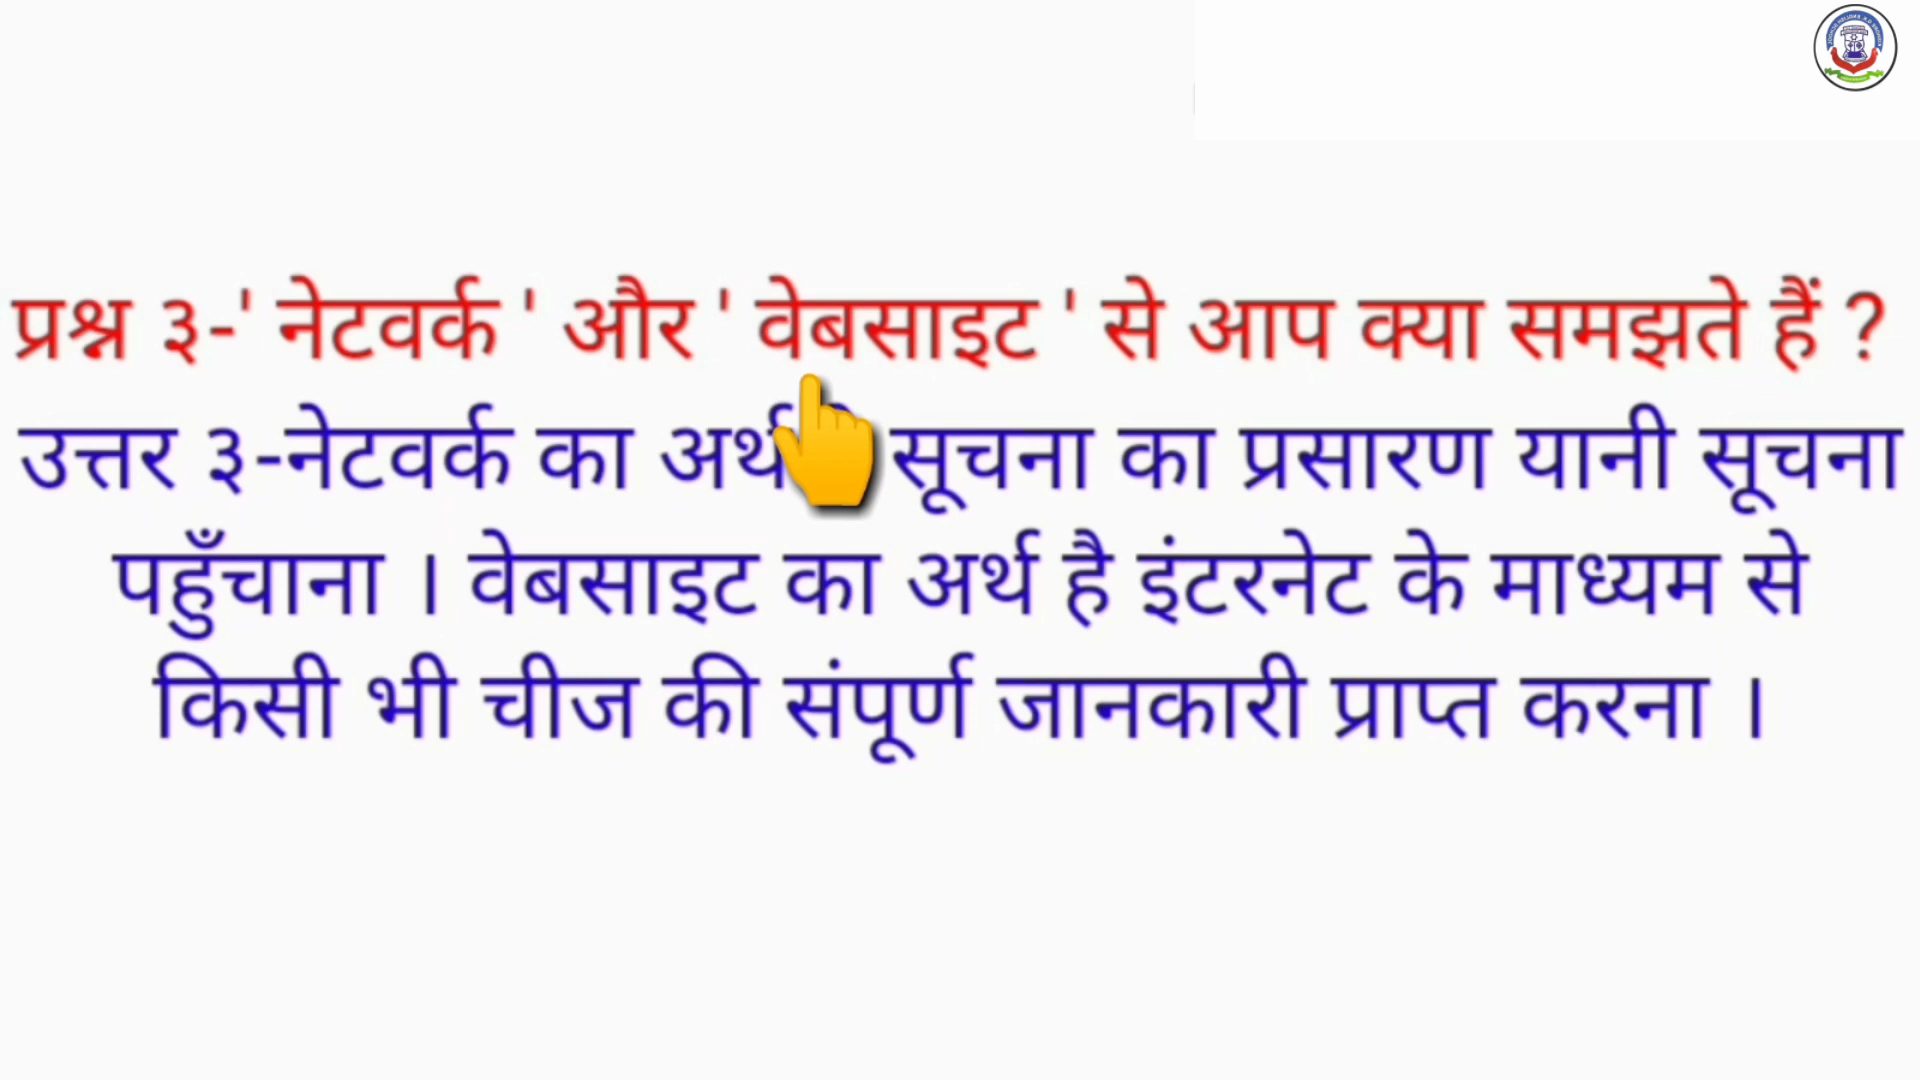 प्रश्न ३-' नेटवर्क ' और ' वेबसाइट ' से आप क्या समझते हैं ?
उत्तर ३-नेटवर्क का अर्थ सूचना का प्रसारण यानी सूचना
पहुँचाना । वेबसाइट का अर्थ है इंटरनेट के माध्यम से
किसी भी चीज की संपूर्ण जानकारी प्राप्त करना ।